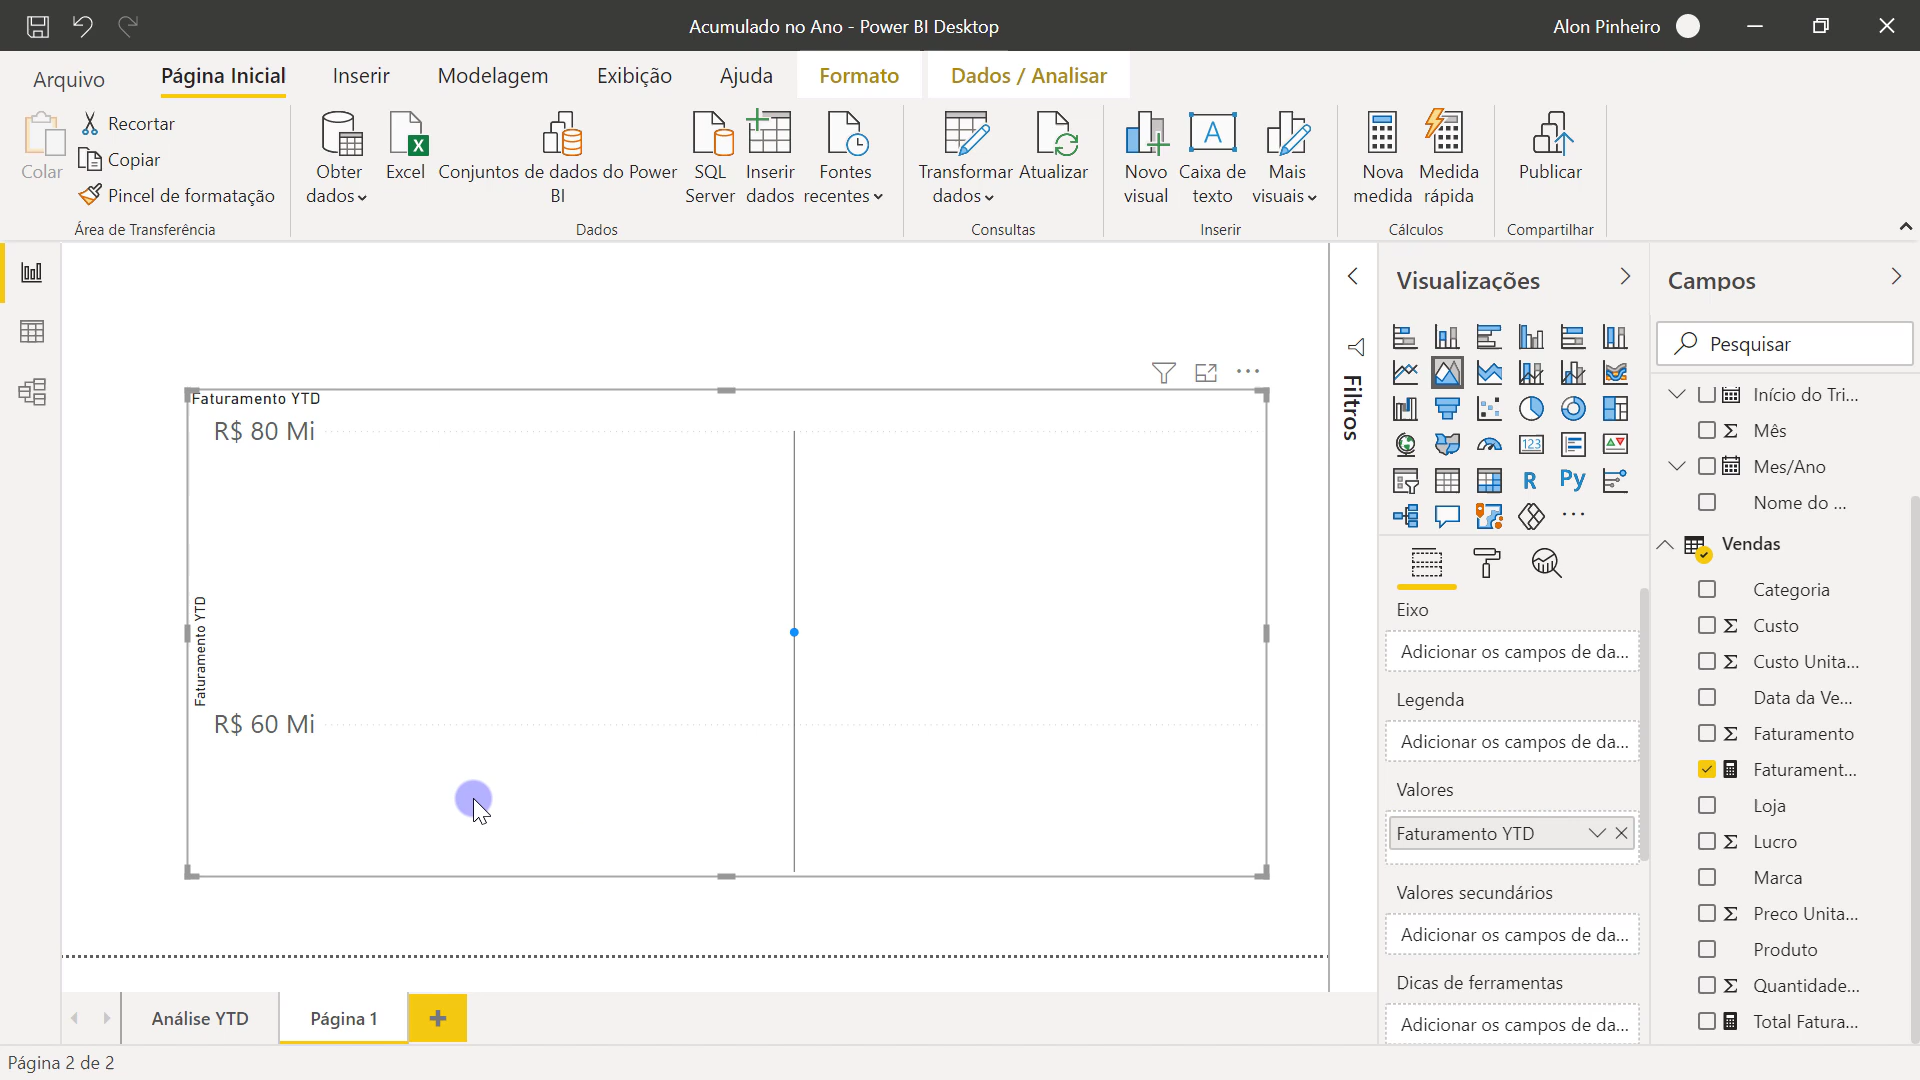 Acumulado no Ano - Power BI Desktop
Alon Pinheiro
Arquivo
Página Inicial
Inserir
Modelagem
Exibição
Ajuda
Formato
Dados / Analisar
Colar
Recortar
Copiar
Pincel de formatação
Área de Transferência
Obter
dados
Excel
Conjuntos de dados do Power
BI
SQL
Server
Inserir
dados
Fontes
recentes
Dados
Transformar
dados
Atualizar
Consultas
Novo
visual
Caixa de
texto
Mais
visuais
Inserir
Nova
medida
Medida
rápida
Cálculos
Publicar
Compartilhar
Faturamento YTD
R$ 80 Mi
Faturamento YTD
R$ 60 Mi
Filtros
Visualizações
123
R
Py
Eixo
Adicionar os campos de da...
Legenda
Adicionar os campos de da...
Valores
Faturamento YTD
Valores secundários
Adicionar os campos de da...
Dicas de ferramentas
Adicionar os campos de da...
Campos
Pesquisar
Início do Tri...
Mês
Mes/Ano
Nome do ...
Vendas
Categoria
Custo
Custo Unita...
Data da Ve...
Faturamento
Faturament...
Loja
Lucro
Marca
Preco Unita...
Produto
Quantidade...
Total Fatura...
Análise YTD
Página 1
Página 2 de 2